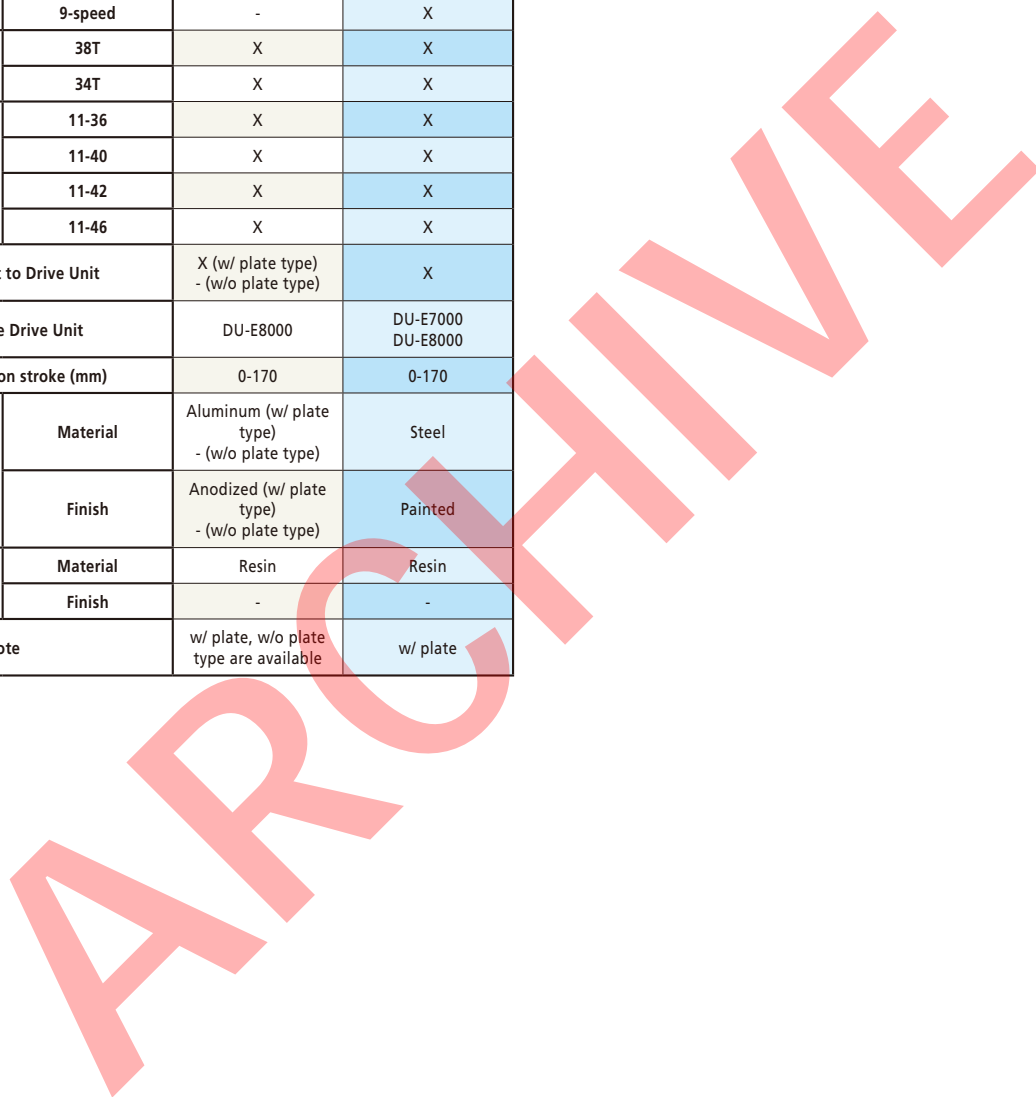 9-speed - X
38T X X
34T X X
11-36 X X
11-40 X X
11-42 X X
11-46 X X
to Drive Unit X (w/ plate type) X
- (w/o plate type)
Drive Unit DU-E8000 DU-E7000
DU-E8000
on stroke (mm) 0-170 0-170
Material Aluminum (w/ plate Steel
type)
- (w/o plate type)
Finish Anodized (w/ plate Painted
type)
- (w/o plate type)
Material Resin Resin
Finish - -
ote w/ plate, w/o plate w/ plate
type are available
ARCHIVE